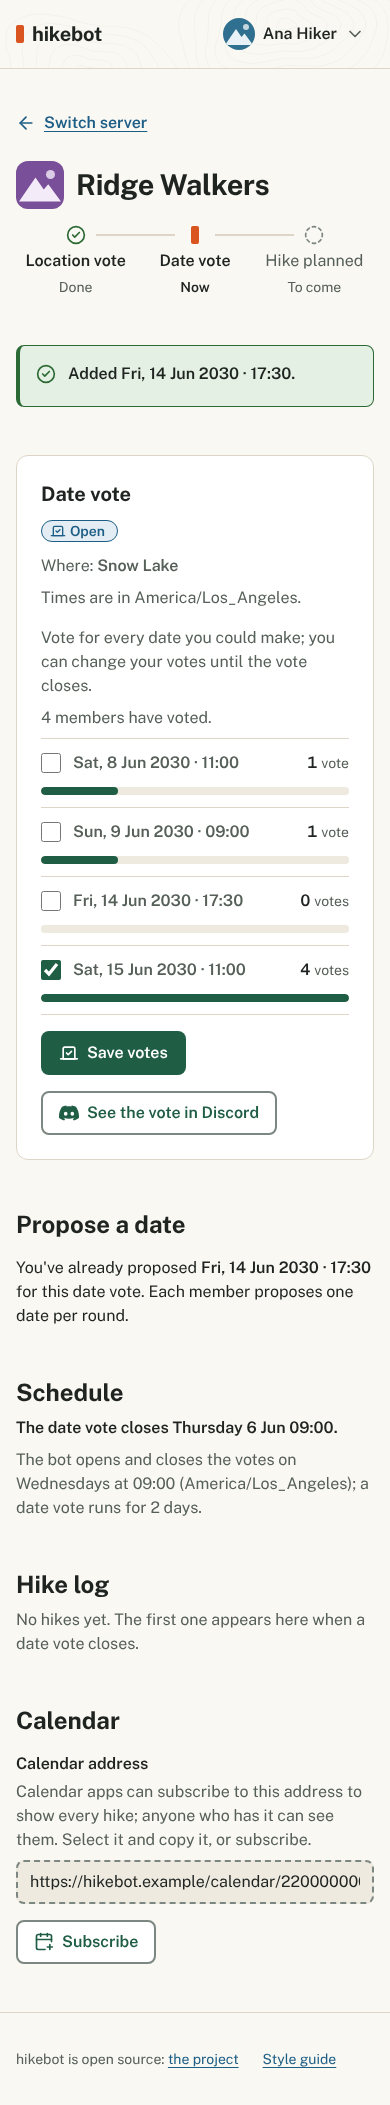 hikebot
Ana Hiker
Switch server
Ridge Walkers
Location vote
Date vote
Hike planned
Done
Now
To come
Added Fri, 14 Jun 2030 · 17:30.
Date vote
Open
Where: Snow Lake
Times are in America/Los_Angeles.
Vote for every date you could make; you
can change your votes until the vote
closes.
4 members have voted.
Sat, 8 Jun 2030 · 11:00 1 vote
Sun, 9 Jun 2030 · 09:00 1 vote
Fri, 14 Jun 2030 · 17:30 0 votes
Sat, 15 Jun 2030 · 11:00 4 votes
Save votes
See the vote in Discord
Propose a date
You've already proposed Fri, 14 Jun 2030 · 17:30
for this date vote. Each member proposes one
date per round.
Schedule
The date vote closes Thursday 6 Jun 09:00.
The bot opens and closes the votes on
Wednesdays at 09:00 (America/Los_Angeles); a
date vote runs for 2 days.
Hike log
No hikes yet. The first one appears here when a
date vote closes.
Calendar
Calendar address
Calendar apps can subscribe to this address to
show every hike; anyone who has it can see
them. Select it and copy it, or subscribe.
https://hikebot.example/calendar/220000000
Subscribe
hikebot is open source: the project Style guide